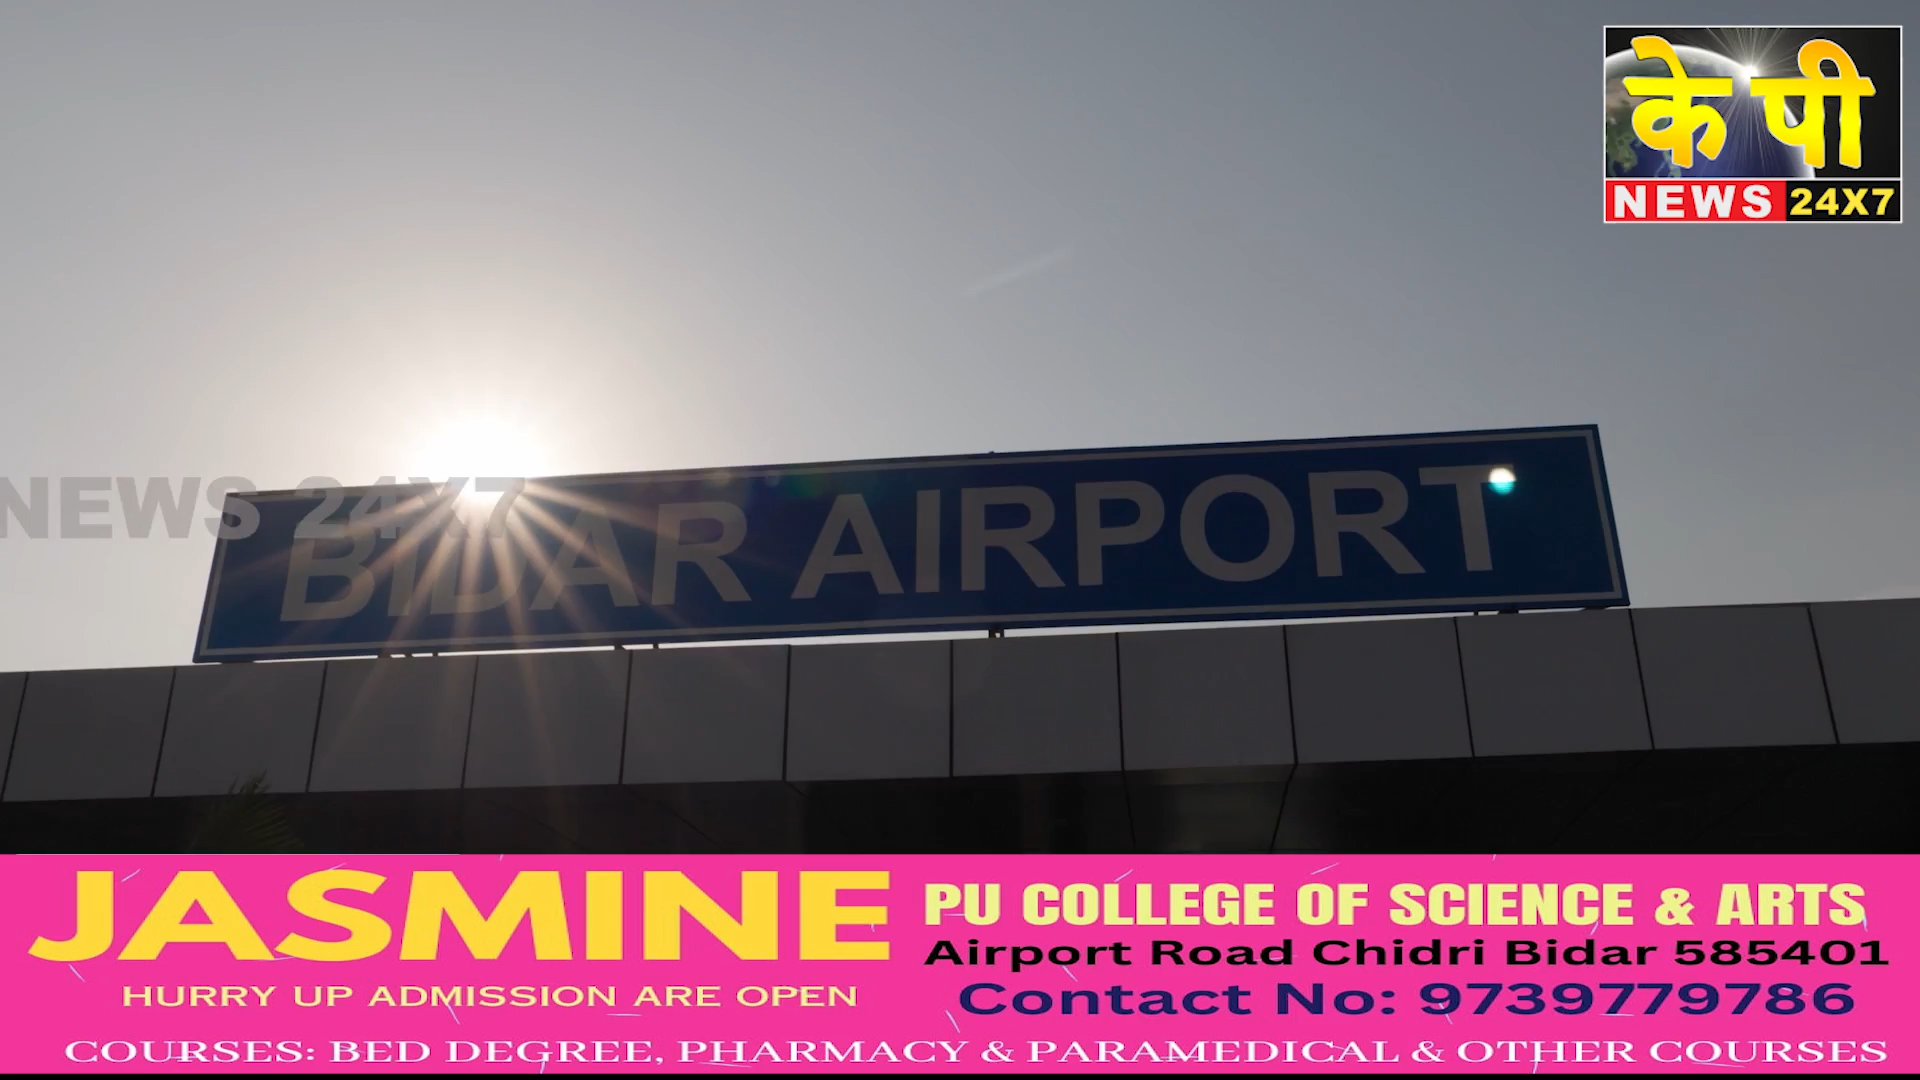 के पी
NEWS 24X7
NEWS 24X7
BIDAR AIRPORT
JASMINE
HURRY UP ADMISSION ARE OPEN
PU COLLEGE OF SCIENCE & ARTS
Airport Road Chidri Bidar 585401
Contact No: 9739779786
COURSES: BED DEGREE, PHARMACY & PARAMEDICAL & OTHER COURSES